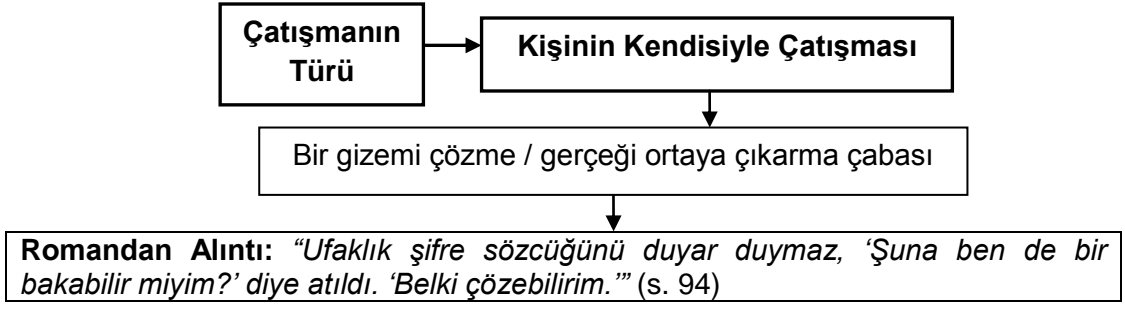 Çatışmanın
Türü
Kişinin Kendisiyle Çatışması
Bir gizemi çözme / gerçeği ortaya çıkarma çabası
Romandan Alıntı: “Ufaklık şifre sözcüğünü duyar duymaz, ‘Şuna ben de bir
bakabilir miyim?’ diye atıldı. ‘Belki çözebilirim.’” (s. 94)